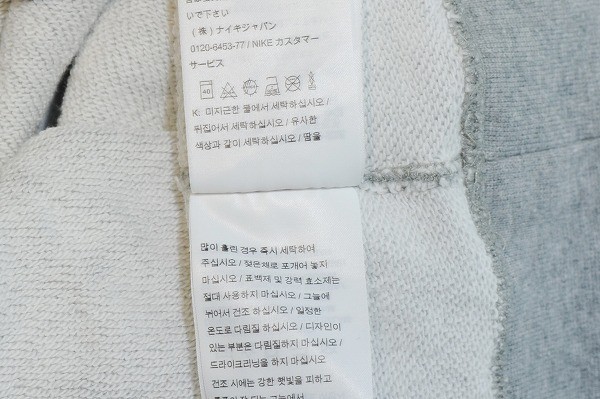 いで下さい
(株)ナイキジャパン
0120-6453-77 / NIKE カスタマー
サービス
40
K: 미지근한 물에서 세탁하십시오 /
뒤집어서 세탁하십시오 / 유사한
색상과 같이 세탁하십시오 / 땀을
많이 흘린 경우 즉시 세탁하여
주십시오 / 젖은채로 포개어 놓지
마십시오 / 표백제 및 강력 효소제는
절대 사용하지 마십시오 / 그늘에
뉘어서 건조 하십시오 / 일정한
온도로 다림질 하십시오 / 디자인이
있는 부분은 다림질하지 마십시오 /
드라이크리닝을 하지 마십시오
건조 시에는 강한 햇빛을 피하고